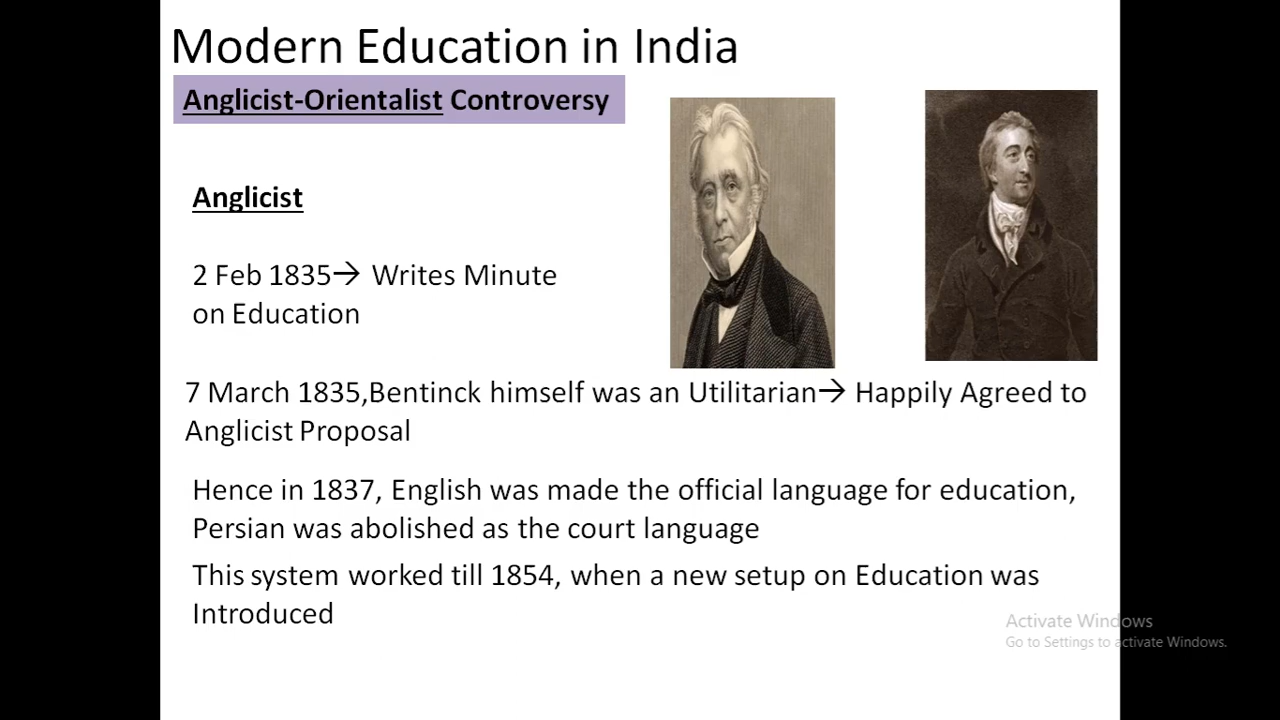 Modern Education in India
Anglicist-Orientalist Controversy
Anglicist
2 Feb 1835→ Writes Minute
on Education
7 March 1835,Bentinck himself was an Utilitarian→ Happily Agreed to
Anglicist Proposal
Hence in 1837, English was made the official language for education,
Persian was abolished as the court language
This system worked till 1854, when a new setup on Education was
Introduced
Activate Windows
Go to Settings to activate Windows.